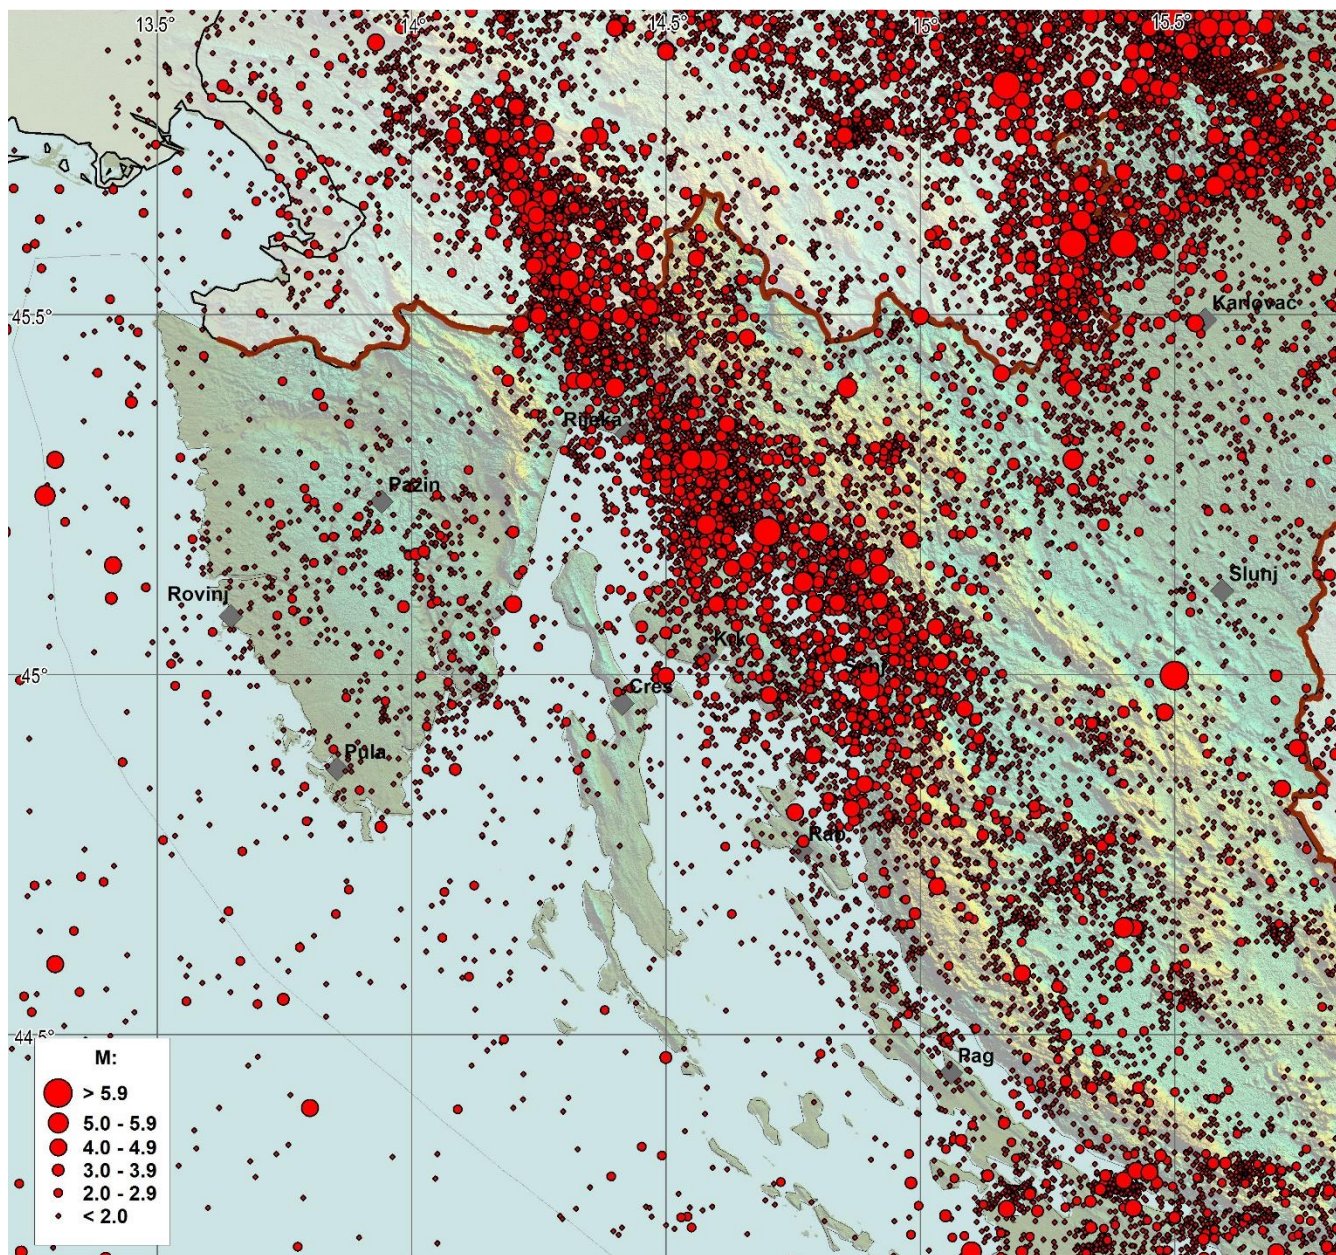 13.5°
14°
14.5°
15°
15.5°
45.5°
Karlovac
Rijeka
Pazin
Slunj
Rovinj
Krk
Senj
45°
Cres
Pula
Rab
44.5°
Pag
M:
> 5.9
5.0 - 5.9
4.0 - 4.9
3.0 - 3.9
2.0 - 2.9
< 2.0